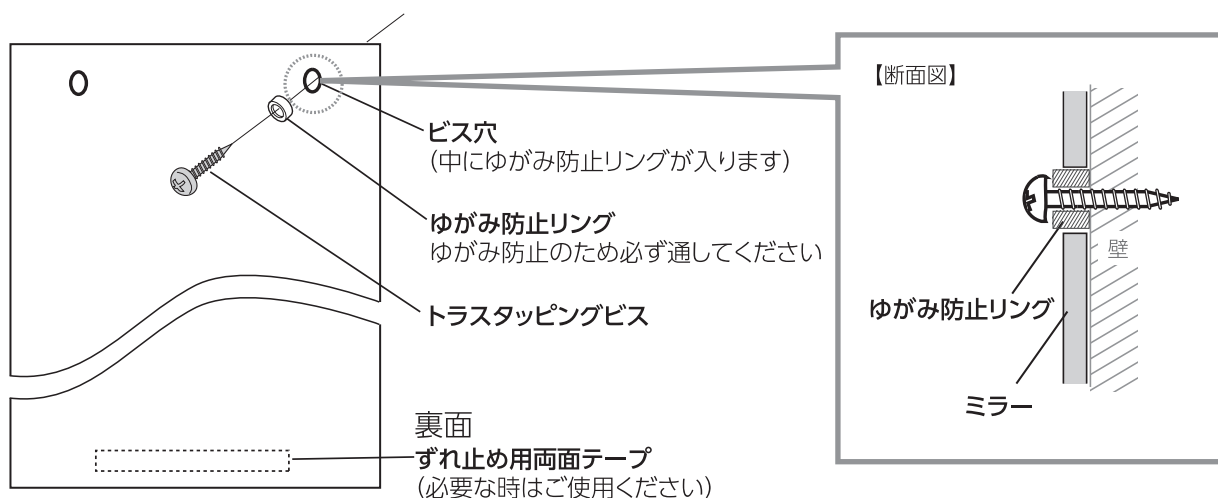 ビス穴
(中にゆがみ防止リングが入ります)
ゆがみ防止リング
ゆがみ防止のため必ず通してください
トラスタッピングビス
裏面
ずれ止め用両面テープ
(必要な時はご使用ください)
【断面図】
壁
ゆがみ防止リング
ミラー